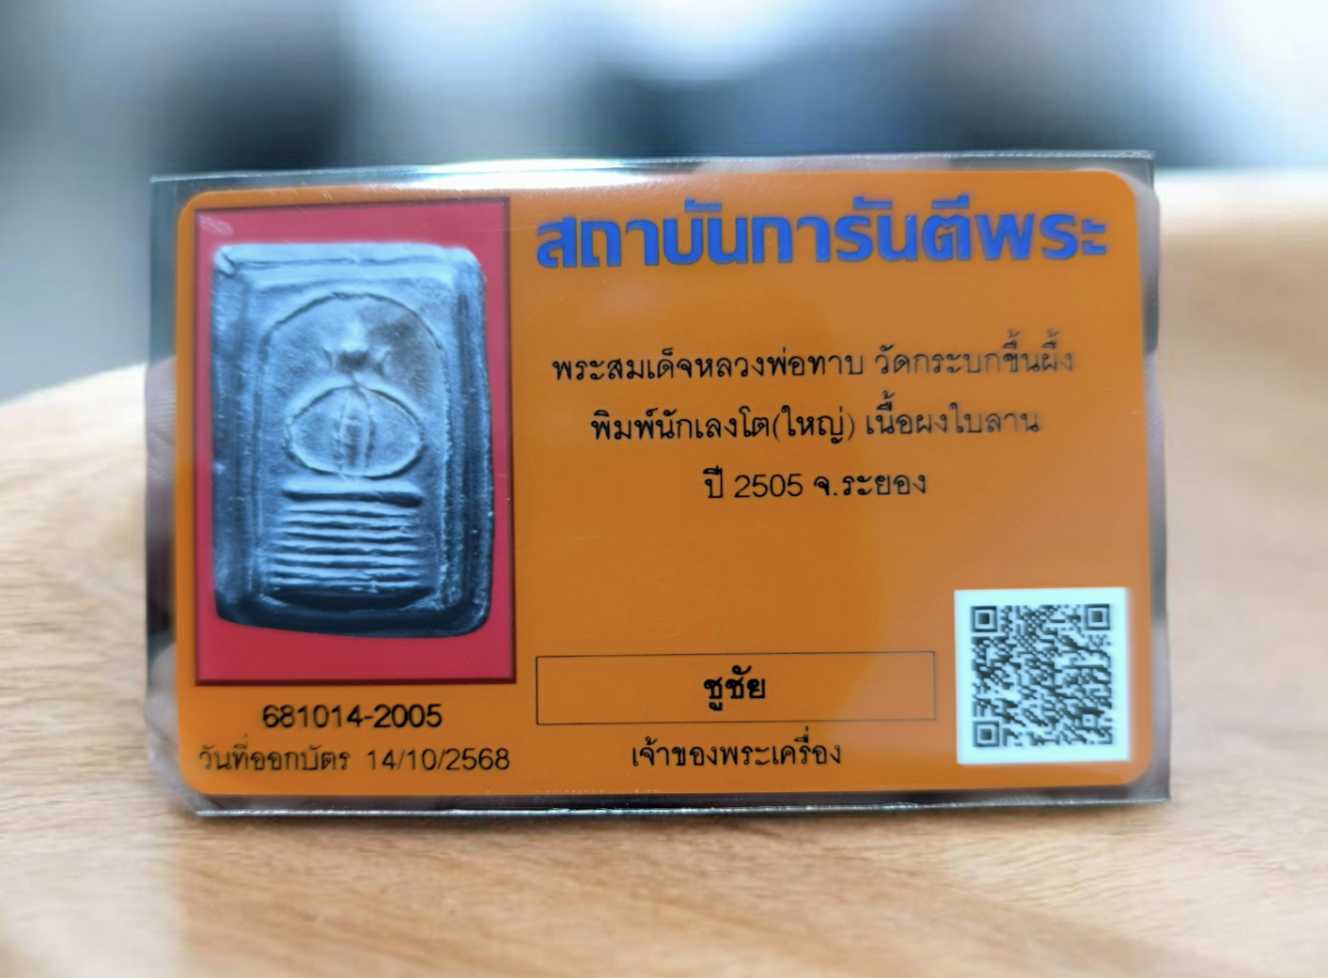 สถาบันการันตีพระ
พระสมเด็จหลวงพ่อทาบ วัดกระบกขึ้นผึ้ง
พิมพ์นักเลงโต(ใหญ่) เนื้อผงใบลาน
ปี 2505 จ.ระยอง
ชูชัย
เจ้าของพระเครื่อง
681014-2005
วันที่ออกบัตร 14/10/2568